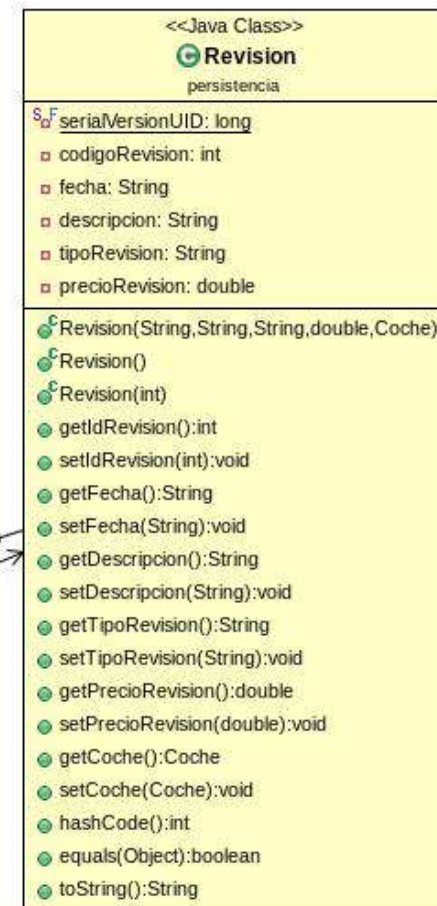 <<Java Class>>
C Revision
persistencia
S F serialVersionUID: long
codigoRevision: int
fecha: String
descripcion: String
tipoRevision: String
precioRevision: double
C Revision(String,String,String,double,Coche)
C Revision()
C Revision(int)
getIdRevision():int
setIdRevision(int):void
getFecha():String
setFecha(String):void
getDescripcion():String
setDescripcion(String):void
getTipoRevision():String
setTipoRevision(String):void
getPrecioRevision():double
setPrecioRevision(double):void
getCoche():Coche
setCoche(Coche):void
hashCode():int
equals(Object):boolean
toString():String